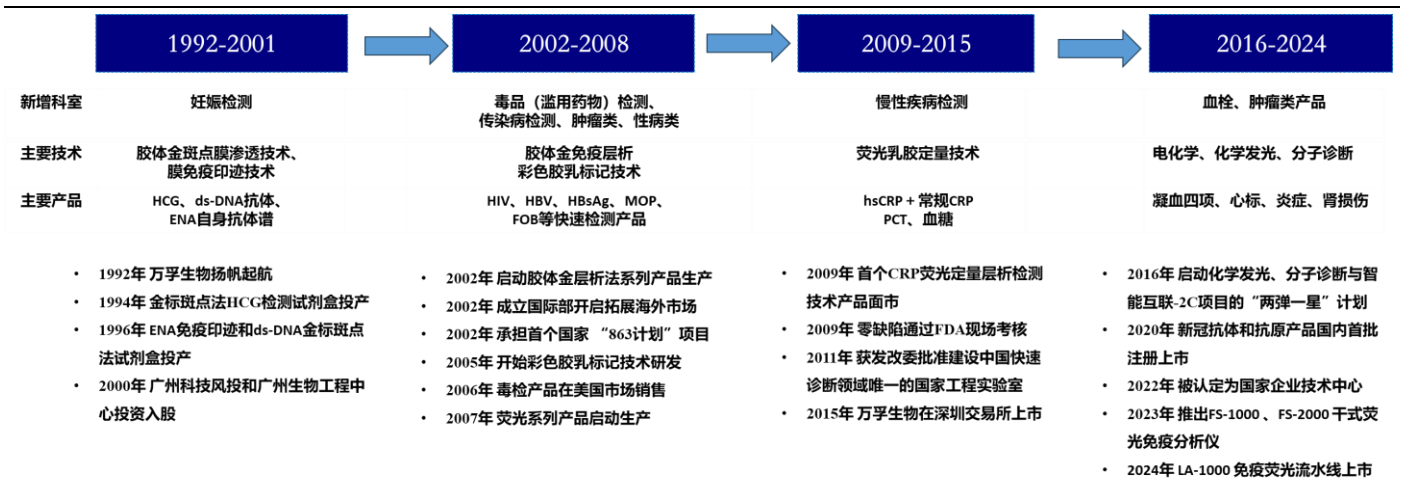 1992-2001
2002-2008
2009-2015
2016-2024
新增科室
妊娠检测
毒品（滥用药物）检测、
传染病检测、肿瘤类、性病类
慢性疾病检测
血栓、肿瘤类产品
主要技术
胶体金斑点膜渗透技术、
膜免疫印迹技术
胶体金免疫层析
彩色胶乳标记技术
荧光乳胶定量技术
电化学、化学发光、分子诊断
主要产品
HCG、ds-DNA抗体、
ENA自身抗体谱
HIV、HBV、HBsAg、MOP、
FOB等快速检测产品
hsCRP + 常规CRP
PCT、血糖
凝血四项、心标、炎症、肾损伤
• 1992年 万孚生物扬帆起航
• 1994年 金标斑点法HCG检测试剂盒投产
• 1996年 ENA免疫印迹和ds-DNA金标斑点
法试剂盒投产
• 2000年 广州科技风投和广州生物工程中
心投资入股
• 2002年 启动胶体金层析法系列产品生产
• 2002年 成立国际部开启拓展海外市场
• 2002年 承担首个国家 “863计划”项目
• 2005年 开始彩色胶乳标记技术研发
• 2006年 毒检产品在美国市场销售
• 2007年 荧光系列产品启动生产
• 2009年 首个CRP荧光定量层析检测
技术产品面市
• 2009年 零缺陷通过FDA现场考核
• 2011年 获发改委批准建设中国快速
诊断领域唯一的国家工程实验室
• 2015年 万孚生物在深圳交易所上市
• 2016年 启动化学发光、分子诊断与智
能互联-2C项目的“两弹一星”计划
• 2020年 新冠抗体和抗原产品国内首批
注册上市
• 2022年 被认定为国家企业技术中心
• 2023年 推出FS-1000 、FS-2000 干式荧
光免疫分析仪
• 2024年 LA-1000 免疫荧光流水线上市